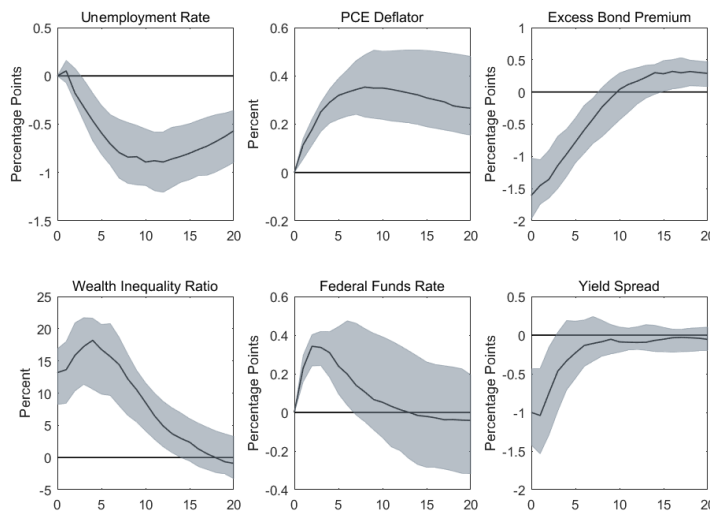 Unemployment Rate
Percentage Points
0.5
0
-0.5
-1
-1.5
0 5 10 15 20
PCE Deflator
Percent
0.6
0.4
0.2
0
-0.2
0 5 10 15 20
Excess Bond Premium
Percentage Points
1
0.5
0
-0.5
-1
-1.5
-2
0 5 10 15 20
Wealth Inequality Ratio
Percent
25
20
15
10
5
0
-5
0 5 10 15 20
Federal Funds Rate
Percentage Points
0.6
0.4
0.2
0
-0.2
-0.4
0 5 10 15 20
Yield Spread
Percentage Points
0.5
0
-0.5
-1
-1.5
-2
0 5 10 15 20